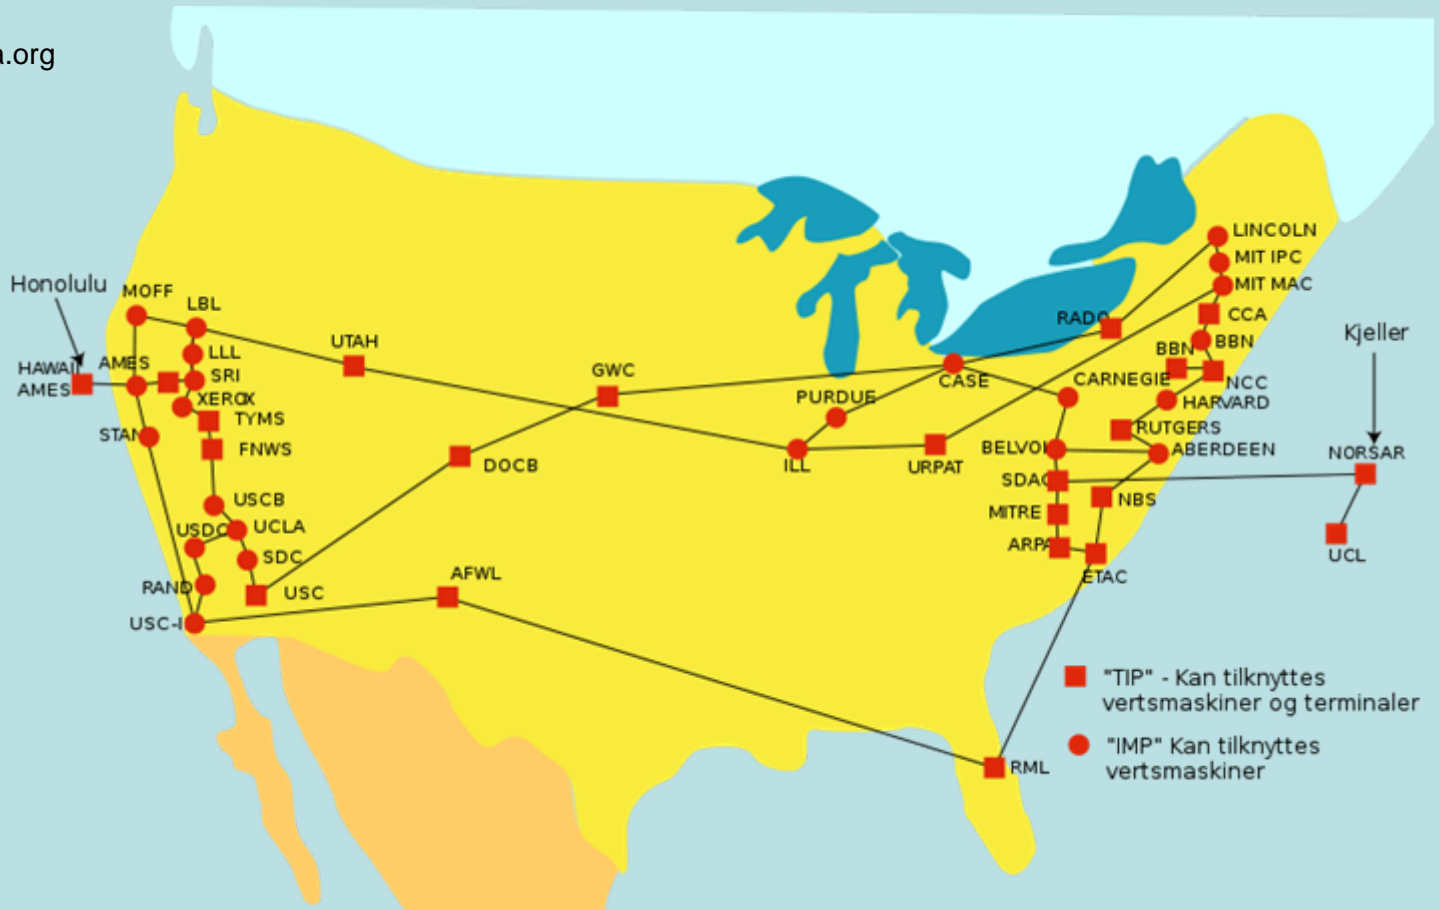 a.org
LINCOLN
MIT IPC
Honolulu
MOFF
MIT MAC
LBL
CCA
RADO
Kjeller
UTAH
BBN
LLL
BBN
HAWAII
AMES
GWC
SRI
CARNEGIE
CASE
NCC
AMES
PURDUE
XEROX
HARVARD
TYMS
RUTGERS
STAN
BELVOI
ABERDEEN
FNWS
NORSAR
DOCB
ILL
URPAT
SDAC
USCB
NBS
MITRE
USDC
UCLA
ARPA
SDC
UCL
AFWL
ETAC
RAND
USC
USC-I
"TIP" - Kan tilknyttes
vertsmaskiner og terminaler
"IMP" Kan tilknyttes
vertsmaskiner
RML